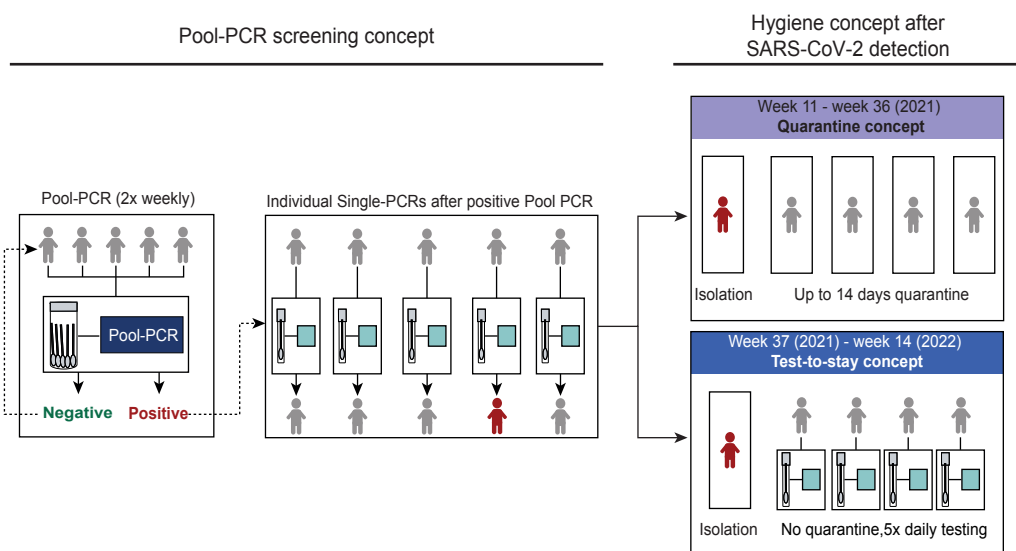 Pool-PCR screening concept
Hygiene concept after
SARS-CoV-2 detection
Pool-PCR (2x weekly)
Pool-PCR
Negative
Positive
Individual Single-PCRs after positive Pool PCR
Week 11 - week 36 (2021)
Quarantine concept
Isolation
Up to 14 days quarantine
Week 37 (2021) - week 14 (2022)
Test-to-stay concept
Isolation
No quarantine,5x daily testing